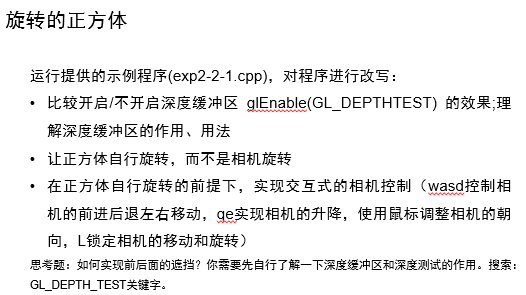 旋转的正方体
运行提供的示例程序(exp2-2-1.cpp)，对程序进行改写：
• 比较开启/不开启深度缓冲区 glEnable(GL_DEPTHTEST) 的效果;理
解深度缓冲区的作用、用法
• 让正方体自行旋转，而不是相机旋转
• 在正方体自行旋转的前提下，实现交互式的相机控制（wasd控制相
机的前进后退左右移动，qe实现相机的升降，使用鼠标调整相机的朝
向，L锁定相机的移动和旋转）
思考题：如何实现前后面的遮挡？你需要先自行了解一下深度缓冲区和深度测试的作用。搜索：
GL_DEPTH_TEST关键字。